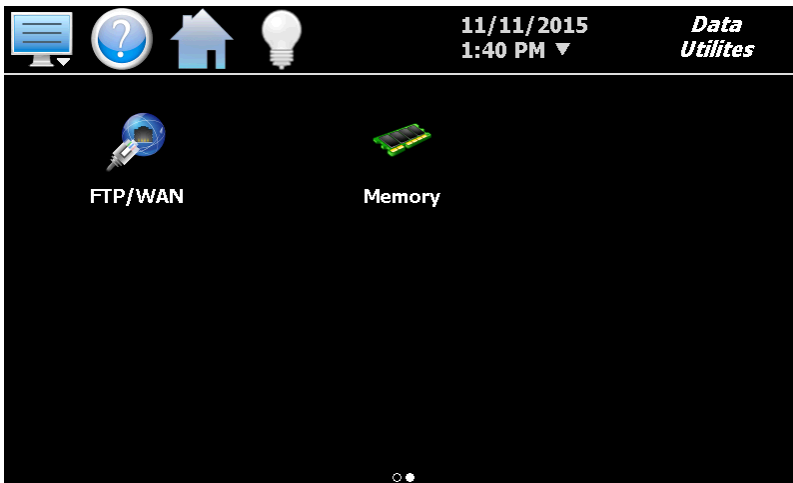 ?
11/11/2015
1:40 PM ▼
Data
Utilites
FTP/WAN
Memory